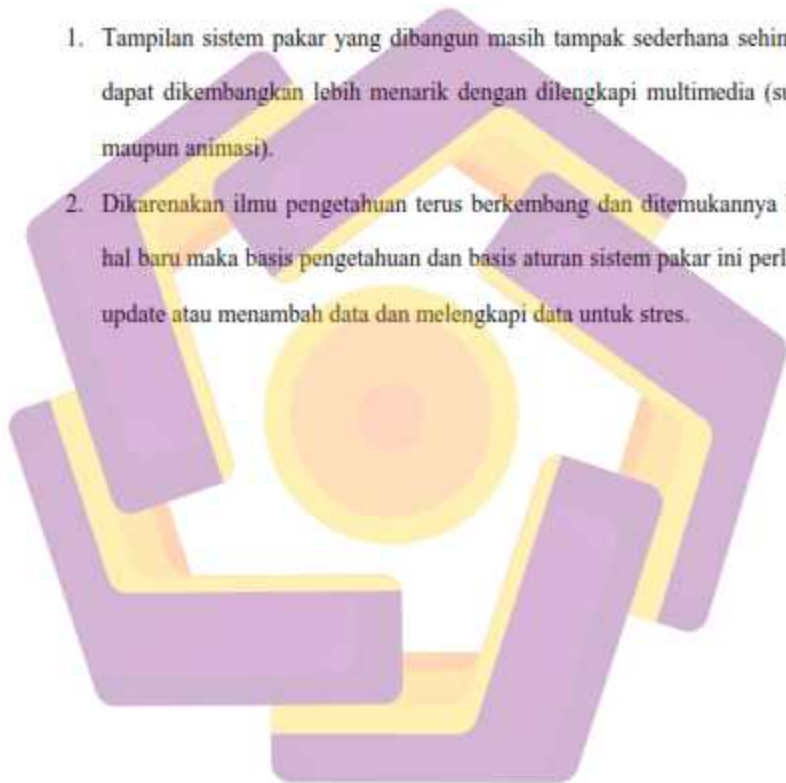 1. Tampilan sistem pakar yang dibangun masih tampak sederhana
dapat dikembangkan lebih menarik dengan dilengkapi multimedia
maupun animasi).
2. Dikarenakan ilmu pengetahuan terus berkembang dan ditemukannya
hal baru maka basis pengetahuan dan basis aturan sistem pakar ini
update atau menambah data dan melengkapi data untuk stres.